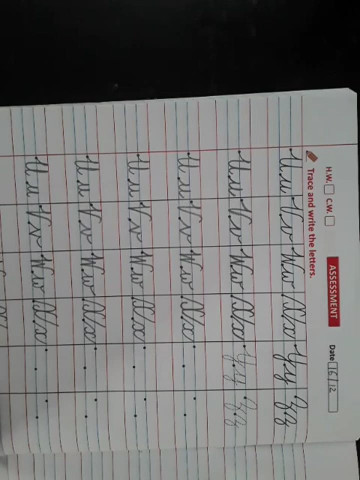 H.W. C.W. ASSESSMENT Date 16/12
Trace and write the letters.
Uu Vv Ww Xx Yy Zz
Uu Vv Ww Xx Yy Zz
Uu Vv Ww Xx
Uu Vv Ww Xx
Uu Vv Ww Xx
Uu Vv Ww Xx